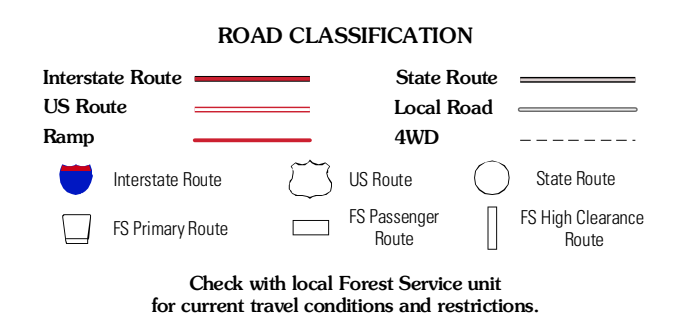 ROAD CLASSIFICATION
Interstate Route
State Route
US Route
Local Road
Ramp
4WD
Interstate Route
US Route
State Route
FS Primary Route
FS Passenger
Route
FS High Clearance
Route
Check with local Forest Service unit
for current travel conditions and restrictions.